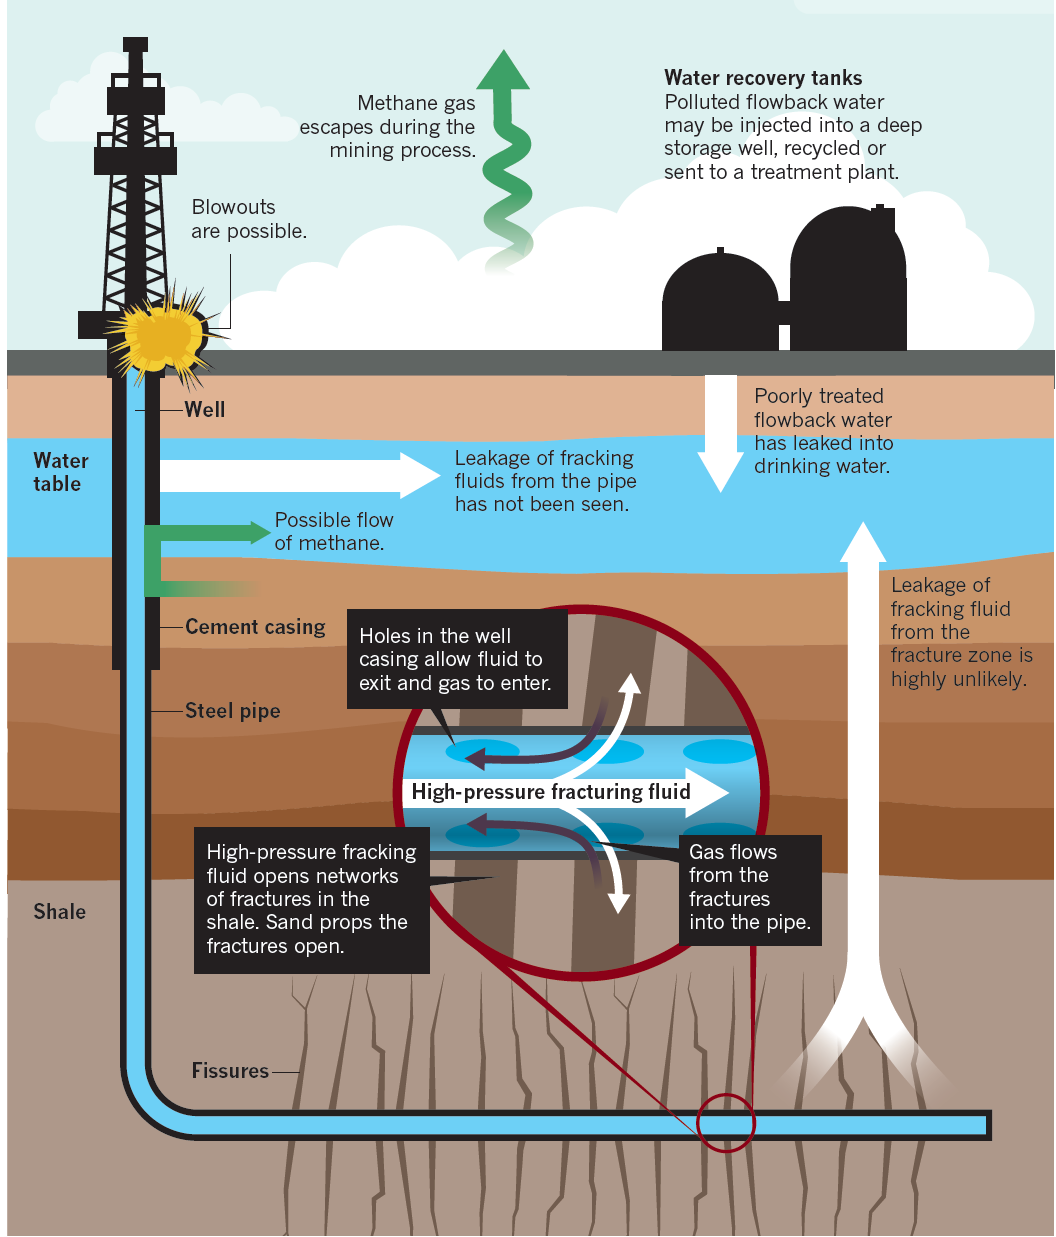 Methane gas
escapes during the
mining process.
Water recovery tanks
Polluted flowback water
may be injected into a deep
storage well, recycled or
sent to a treatment plant.
Blowouts
are possible.
Well
Poorly treated
flowback water
has leaked into
drinking water.
Water
table
Leakage of fracking
fluids from the pipe
has not been seen.
Possible flow
of methane.
Leakage of
fracking fluid
from the
fracture zone is
highly unlikely.
Cement casing
Holes in the well
casing allow fluid to
exit and gas to enter.
Steel pipe
High-pressure fracturing fluid
High-pressure fracking
fluid opens networks
of fractures in the
shale. Sand props the
fractures open.
Gas flows
from the
fractures
into the pipe.
Shale
Fissures